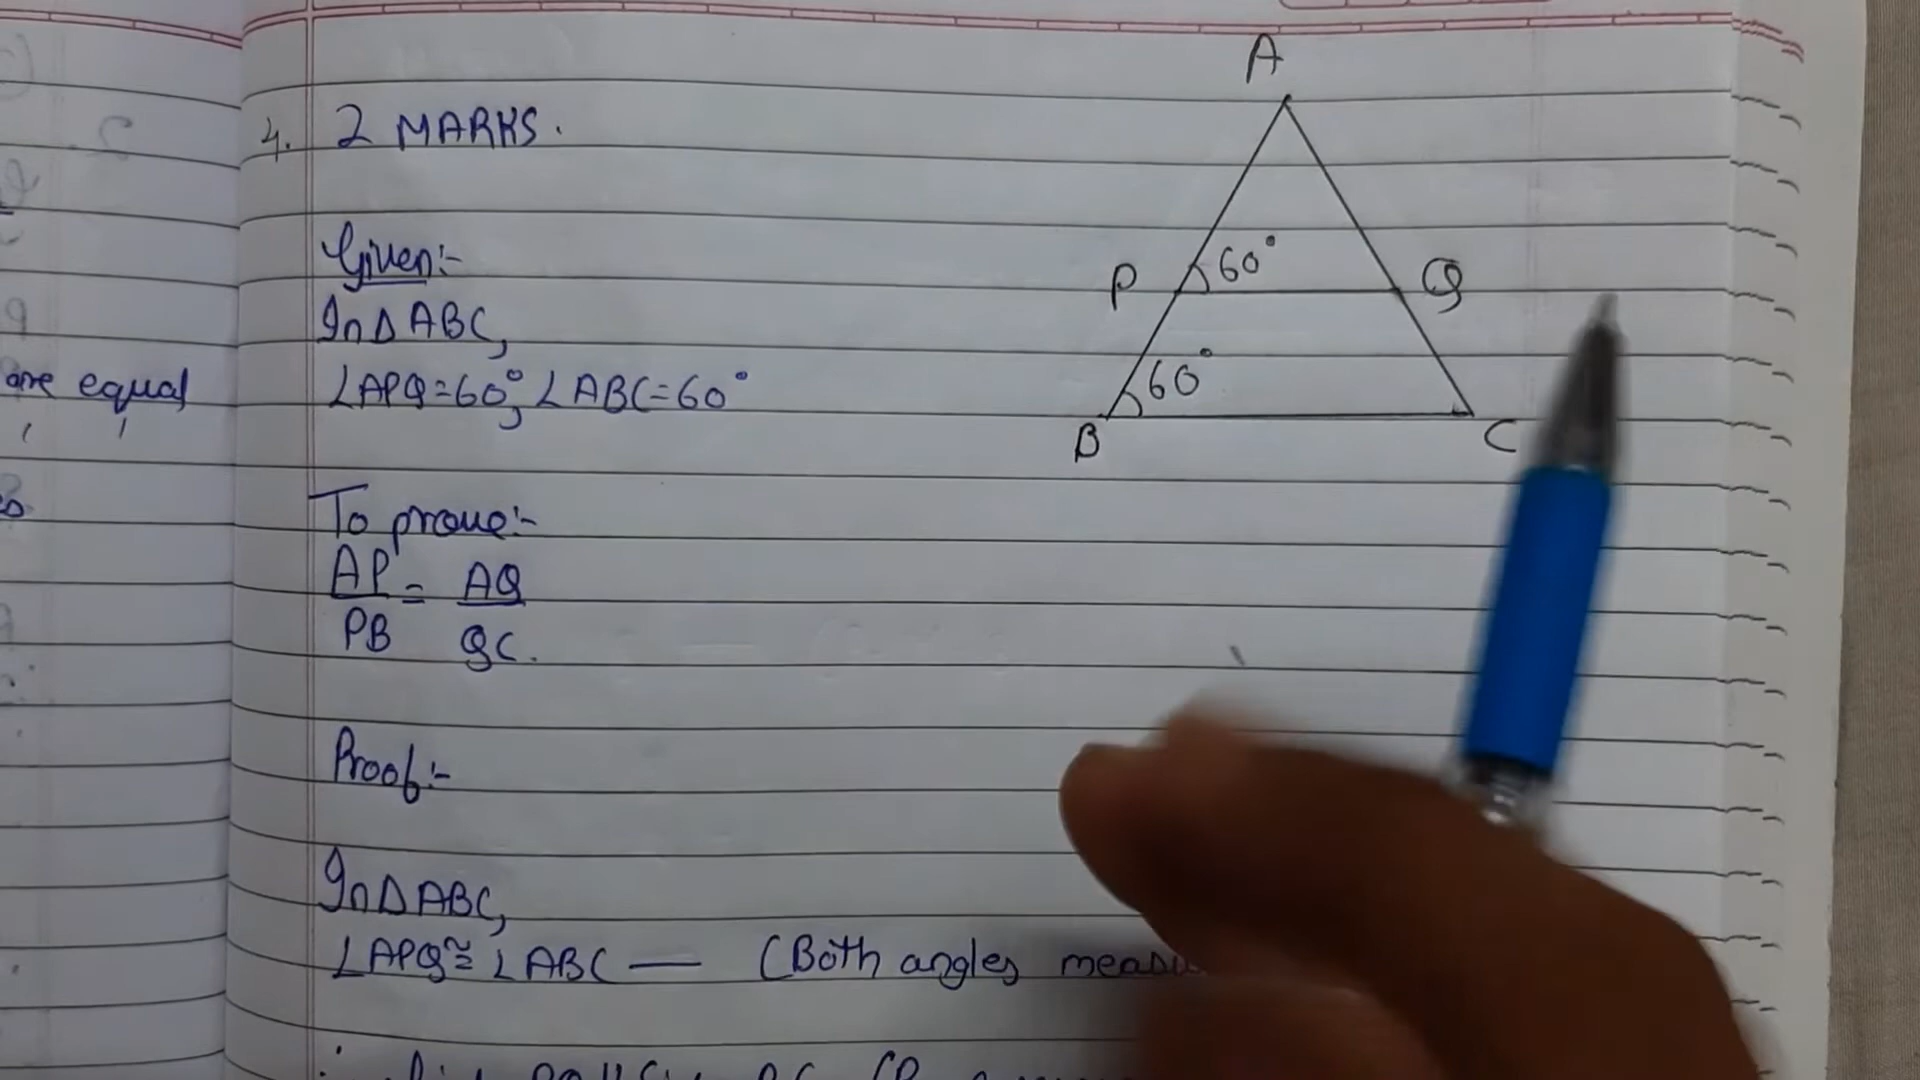 are equal
4. 2 MARKS.
Given:-
In△ABC,
∠APQ=60°, ∠ABC=60°
To prove:-
AP = AQ
PB QC.
Proof:-
In△ABC,
∠APQ≅∠ABC — (Both angles
A
P 60° Q
60°
B C